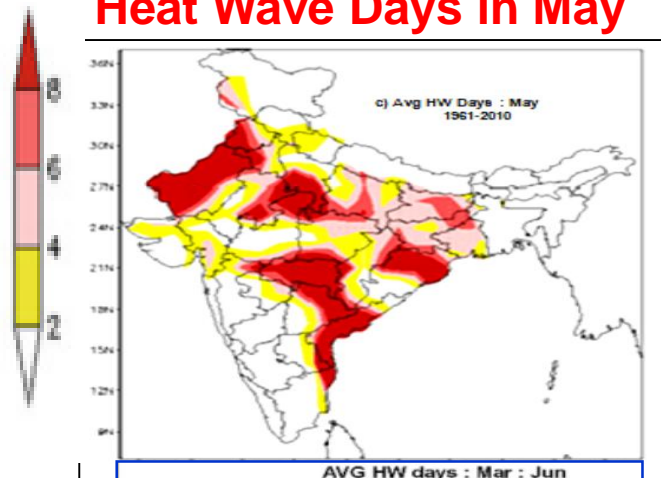 Heat Wave Days in May
8
6
4
2
36N
33N
30N
27N
24N
21N
18N
15N
12N
9N
c) Avg HW Days : May
1961-2010
AVG HW days : Mar : Jun